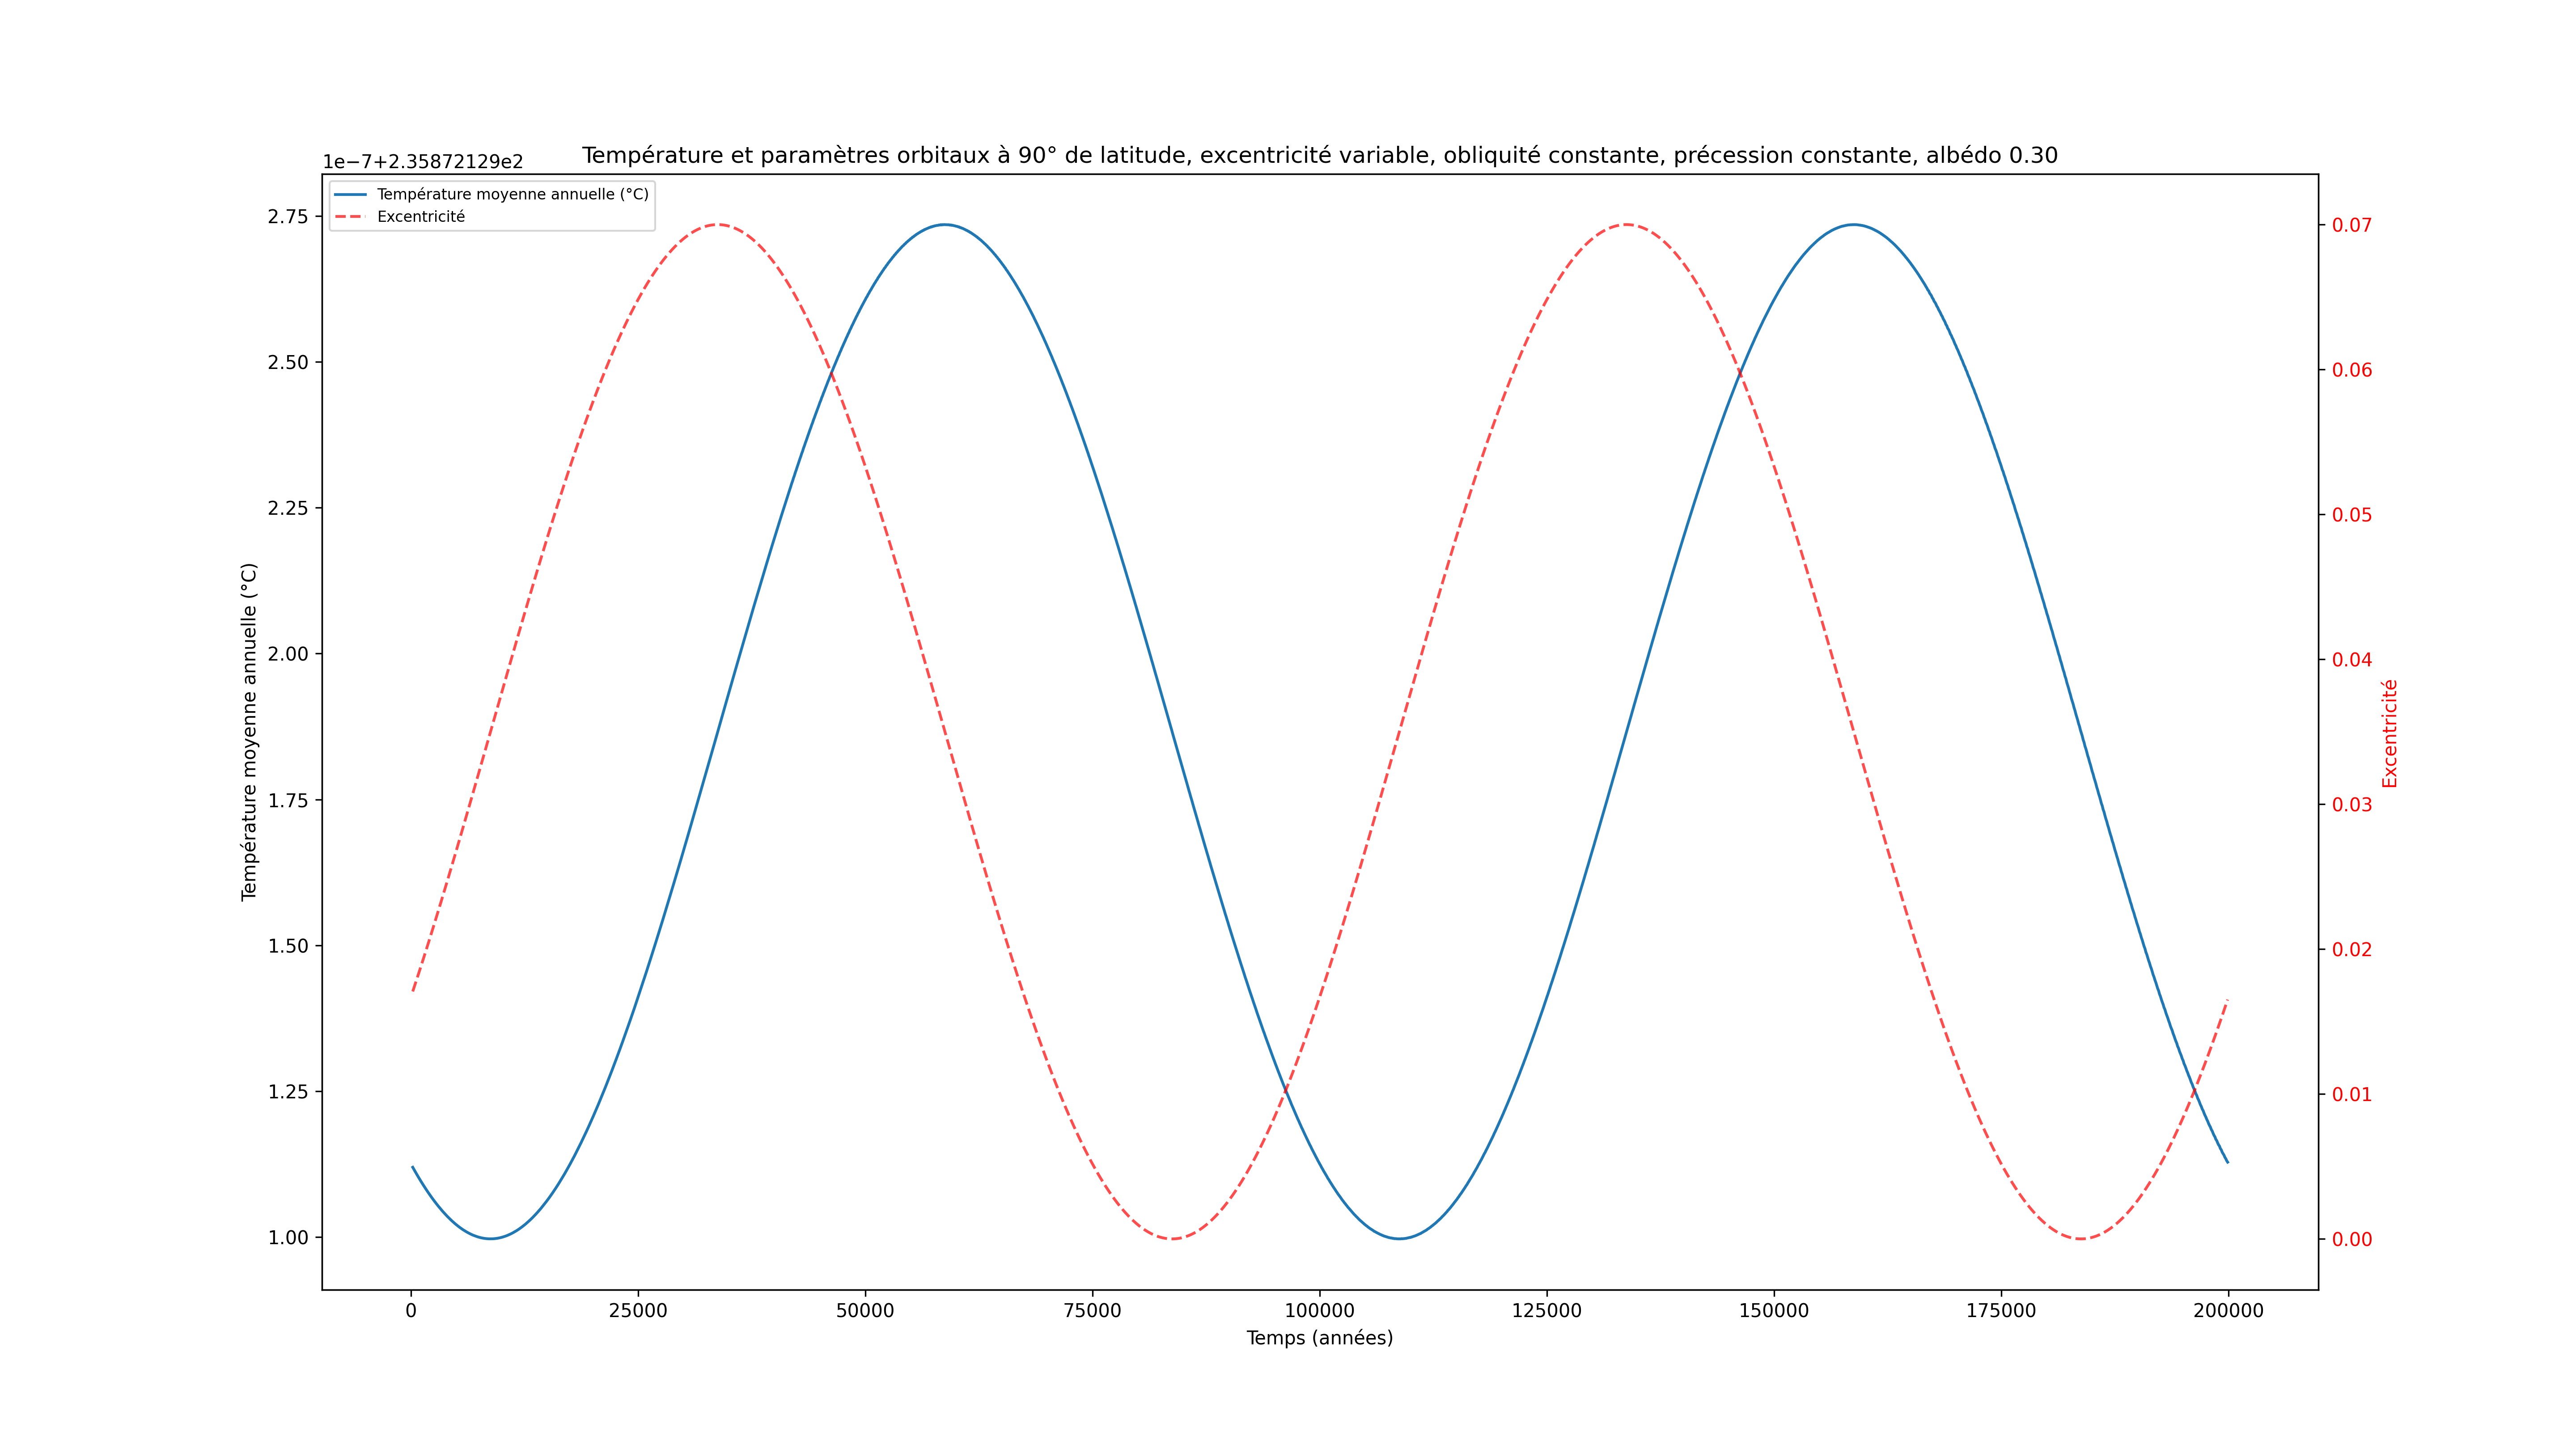 Température et paramètres orbitaux à 90° de latitude, excentricité variable, obliquité constante, précession constante, albédo 0.30
1e−7+2.35872129e2
Température moyenne annuelle (°C)
Excentricité
2.75
2.50
2.25
2.00
1.75
1.50
1.25
1.00
Température moyenne annuelle (°C)
0.07
0.06
0.05
0.04
0.03
0.02
0.01
0.00
Excentricité
0 25000 50000 75000 100000 125000 150000 175000 200000
Temps (années)